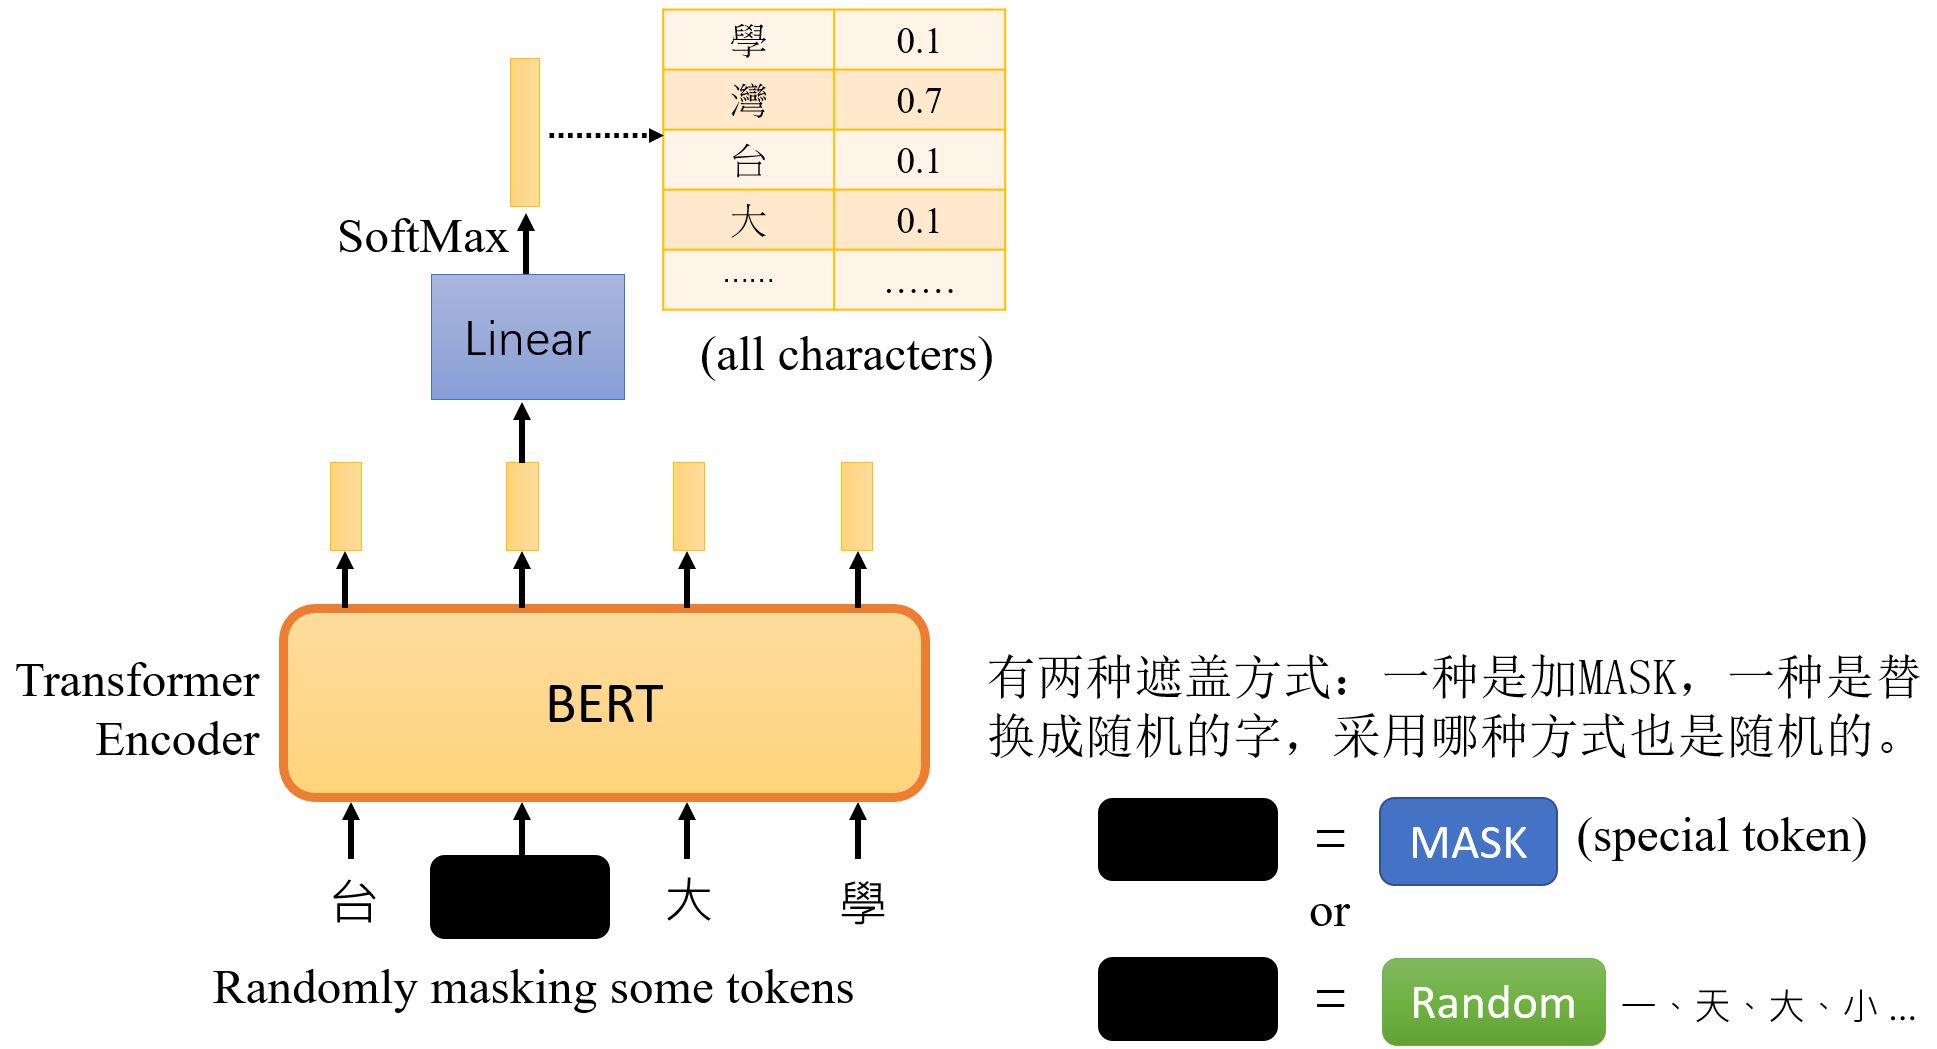 學 0.1
灣 0.7
台 0.1
大 0.1
…… ……
(all characters)
SoftMax
Linear
Transformer
Encoder
BERT
台 大 學
Randomly masking some tokens
有两种遮盖方式：一种是加MASK，一种是替
换成随机的字，采用哪种方式也是随机的。
= MASK (special token)
or
= Random 一、天、大、小 ...